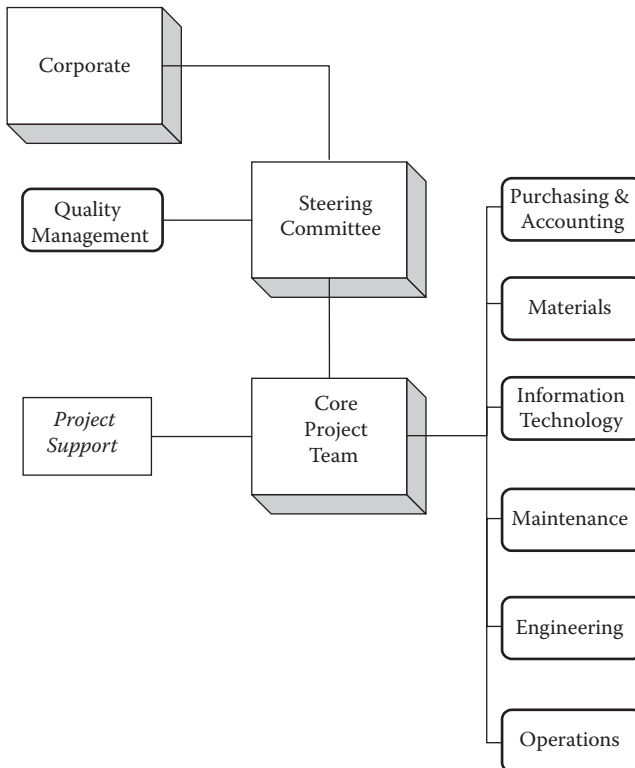 Corporate
Quality
Management
Steering
Committee
Project
Support
Core
Project
Team
Purchasing &
Accounting
Materials
Information
Technology
Maintenance
Engineering
Operations